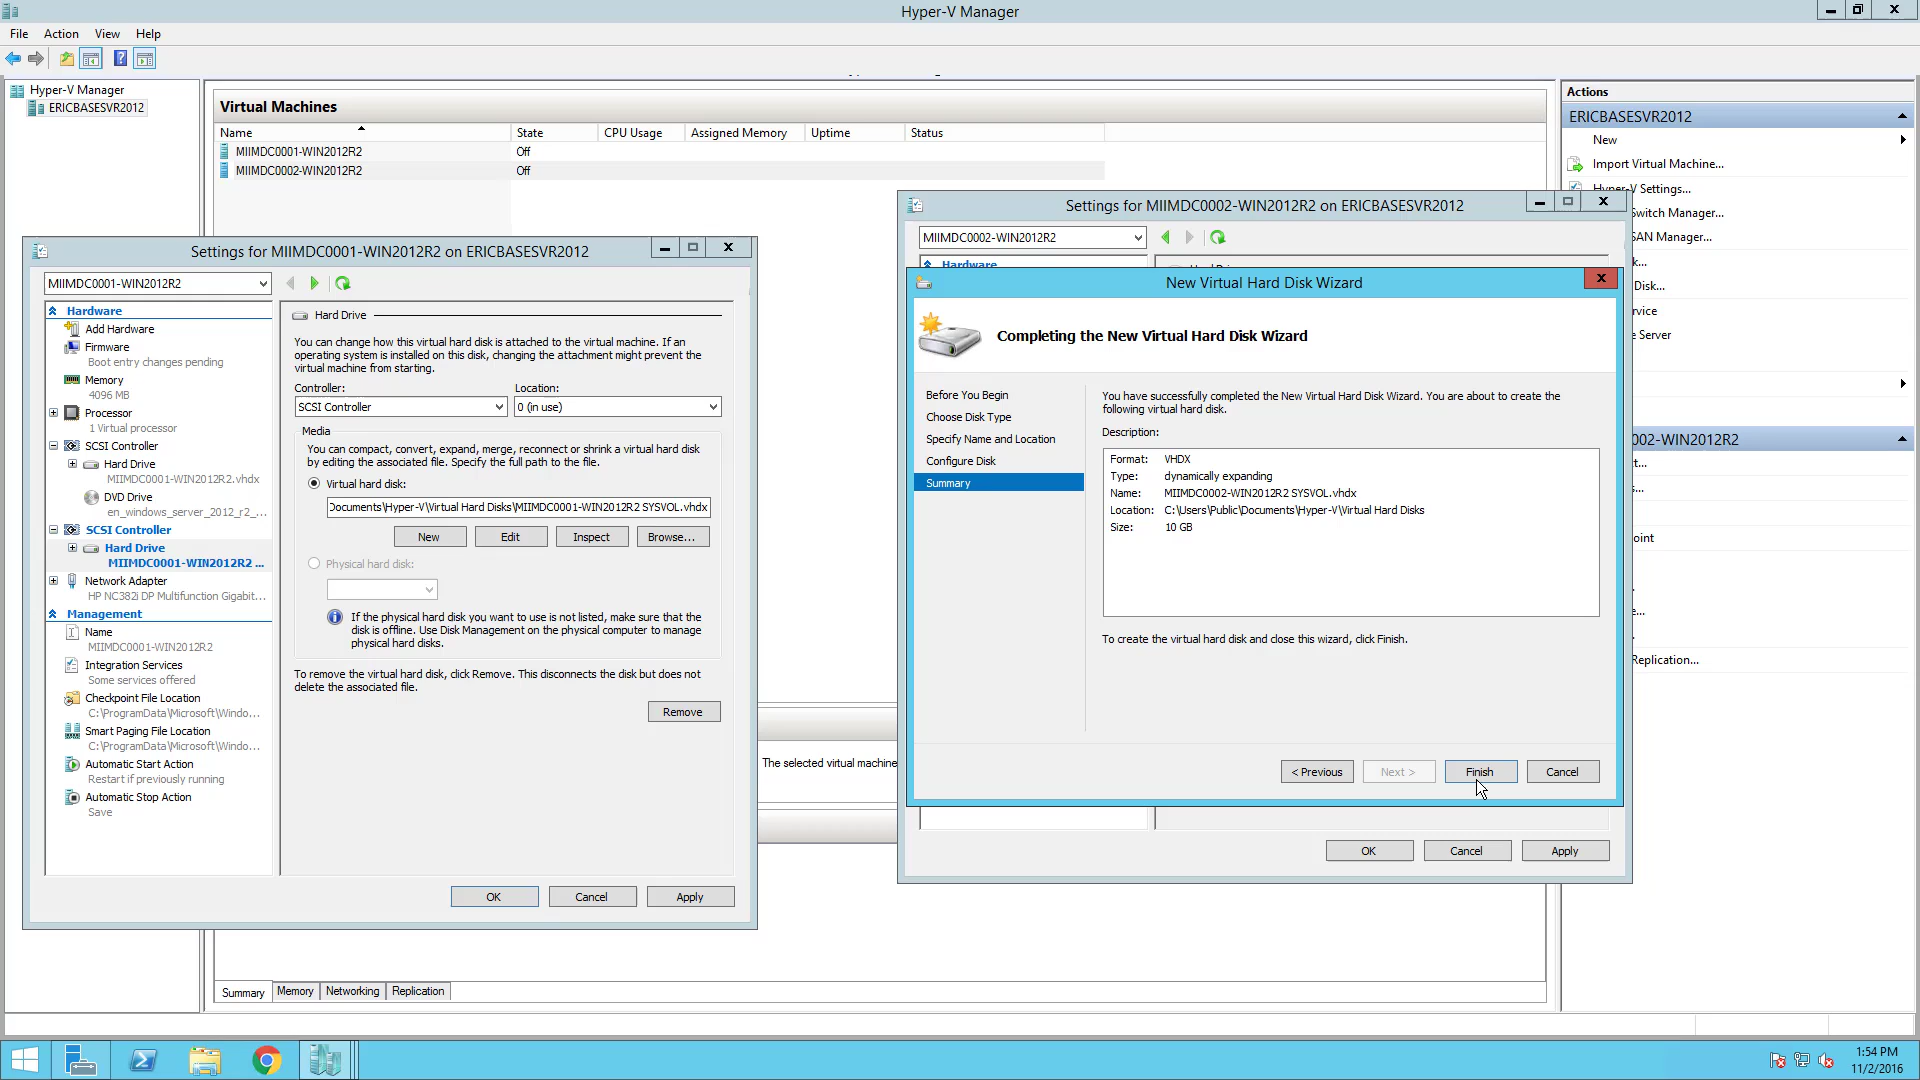 Hyper-V Manager
File Action View Help
Hyper-V Manager
ERICBASESVR2012
Virtual Machines
Name State CPU Usage Assigned Memory Uptime Status
MIIMDC0001-WIN2012R2 Off
MIIMDC0002-WIN2012R2 Off
Actions
ERICBASESVR2012
New
Import Virtual Machine...
Hyper-V Settings...
Switch Manager...
SAN Manager...
k...
Disk...
rvice
e Server
002-WIN2012R2
t...
s...
oint
.
e...
.
Replication...
Settings for MIIMDC0001-WIN2012R2 on ERICBASESVR2012
MIIMDC0001-WIN2012R2
Hardware
Add Hardware
Firmware
Boot entry changes pending
Memory
4096 MB
Processor
1 Virtual processor
SCSI Controller
Hard Drive
MIIMDC0001-WIN2012R2.vhdx
DVD Drive
en_windows_server_2012_r2_...
SCSI Controller
Hard Drive
MIIMDC0001-WIN2012R2 ...
Network Adapter
HP NC382i DP Multifunction Gigabit...
Management
Name
MIIMDC0001-WIN2012R2
Integration Services
Some services offered
Checkpoint File Location
C:\ProgramData\Microsoft\Windo...
Smart Paging File Location
C:\ProgramData\Microsoft\Windo...
Automatic Start Action
Restart if previously running
Automatic Stop Action
Save
Hard Drive
You can change how this virtual hard disk is attached to the virtual machine. If an
operating system is installed on this disk, changing the attachment might prevent the
virtual machine from starting.
Controller: Location:
SCSI Controller 0 (in use)
Media
You can compact, convert, expand, merge, reconnect or shrink a virtual hard disk
by editing the associated file. Specify the full path to the file.
Virtual hard disk:
Documents\Hyper-V\Virtual Hard Disks\MIIMDC0001-WIN2012R2 SYSVOL.vhdx
New Edit Inspect Browse...
Physical hard disk:
If the physical hard disk you want to use is not listed, make sure that the
disk is offline. Use Disk Management on the physical computer to manage
physical hard disks.
To remove the virtual hard disk, click Remove. This disconnects the disk but does not
delete the associated file.
Remove
OK Cancel Apply
The selected virtual machine
Settings for MIIMDC0002-WIN2012R2 on ERICBASESVR2012
MIIMDC0002-WIN2012R2
Hardware
New Virtual Hard Disk Wizard
Completing the New Virtual Hard Disk Wizard
Before You Begin
Choose Disk Type
Specify Name and Location
Configure Disk
Summary
You have successfully completed the New Virtual Hard Disk Wizard. You are about to create the
following virtual hard disk.
Description:
Format: VHDX
Type: dynamically expanding
Name: MIIMDC0002-WIN2012R2 SYSVOL.vhdx
Location: C:\Users\Public\Documents\Hyper-V\Virtual Hard Disks
Size: 10 GB
To create the virtual hard disk and close this wizard, click Finish.
< Previous Next > Finish Cancel
OK Cancel Apply
Summary Memory Networking Replication
1:54 PM
11/2/2016